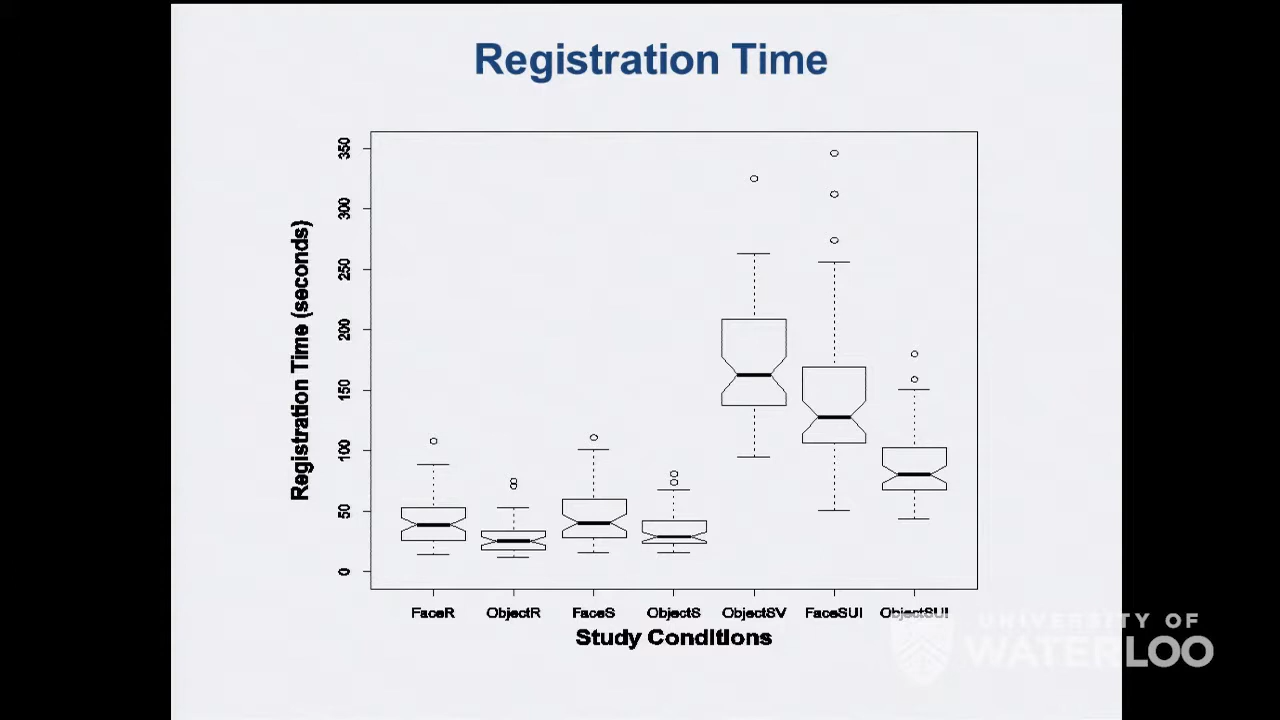 Registration Time
350
300
250
200
150
100
50
0
Registration Time (seconds)
FaceR ObjectR FaceS ObjectS ObjectSV FaceSUI ObjectSUI
Study Conditions
UNIVERSITY OF
WATERLOO